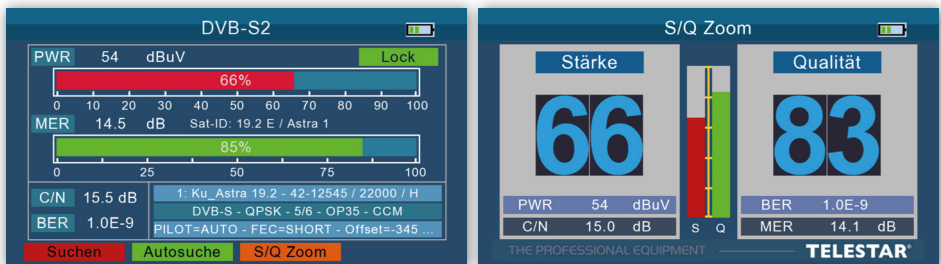 DVB-S2
PWR 54 dBuV Lock
66%
0 10 20 30 40 50 60 70 80 90 100
MER 14.5 dB Sat-ID: 19.2 E / Astra 1
85%
0 25 50 75 100
C/N 15.5 dB
BER 1.0E-9
1: Ku_Astra 19.2 - 42-12545 / 22000 / H
DVB-S - QPSK - 5/6 - OP35 - CCM
PILOT=AUTO - FEC=SHORT - Offset=-345 ...
Suchen Autosuche S/Q Zoom
S/Q Zoom
Stärke
66
PWR 54 dBuV
C/N 15.0 dB
S Q
Qualität
83
BER 1.0E-9
MER 14.1 dB
THE PROFESSIONAL EQUIPMENT
TELESTAR®